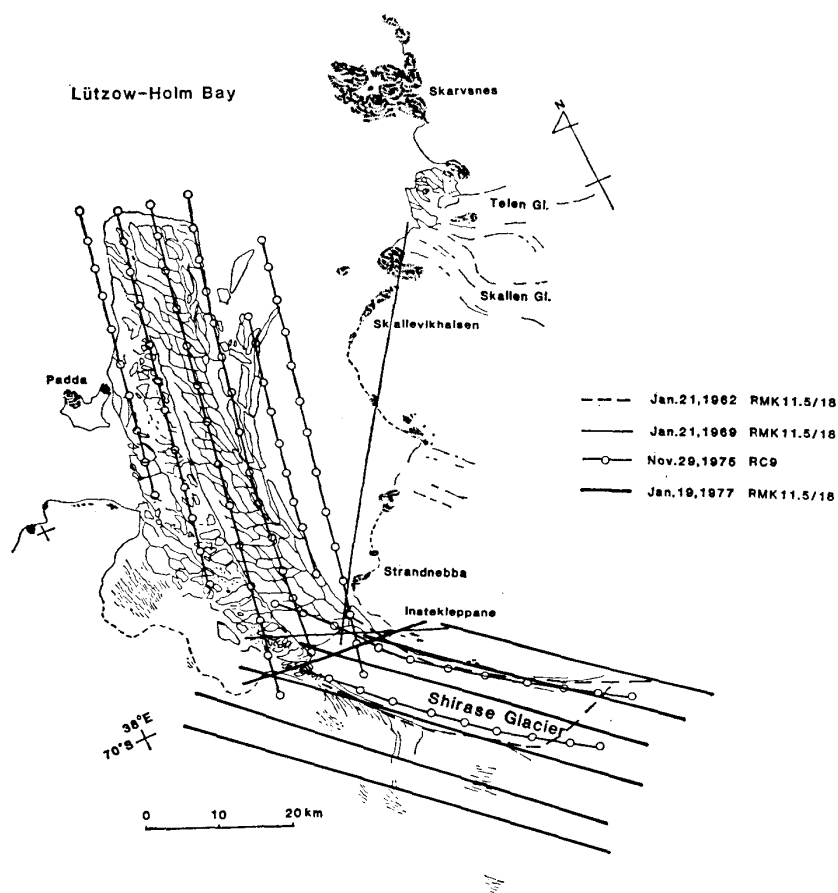 Lützow-Holm Bay
Skarvsnes
N
Telen Gl.
Skallen Gl.
Skallevikhalsen
Padda
Jan.21,1962 RMK11.5/18
Jan.21,1969 RMK11.5/18
Nov.29,1975 RC9
Jan.19,1977 RMK11.5/18
Strandnebba
Instekleppane
Shirase Glacier
38°E
70°S
0 10 20km